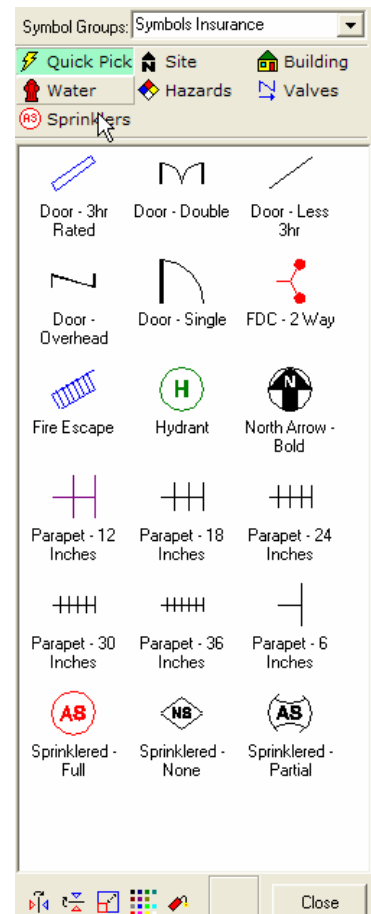 Symbol Groups: Symbols Insurance
Quick Pick N Site Building
Water Hazards Valves
AS Sprinklers
Door - 3hr Rated
Door - Double
Door - Less 3hr
Door - Overhead
Door - Single
FDC - 2 Way
H
N
Fire Escape
Hydrant
North Arrow - Bold
Parapet - 12 Inches
Parapet - 18 Inches
Parapet - 24 Inches
Parapet - 30 Inches
Parapet - 36 Inches
Parapet - 6 Inches
AS
NS
AS
Sprinklered - Full
Sprinklered - None
Sprinklered - Partial
Close